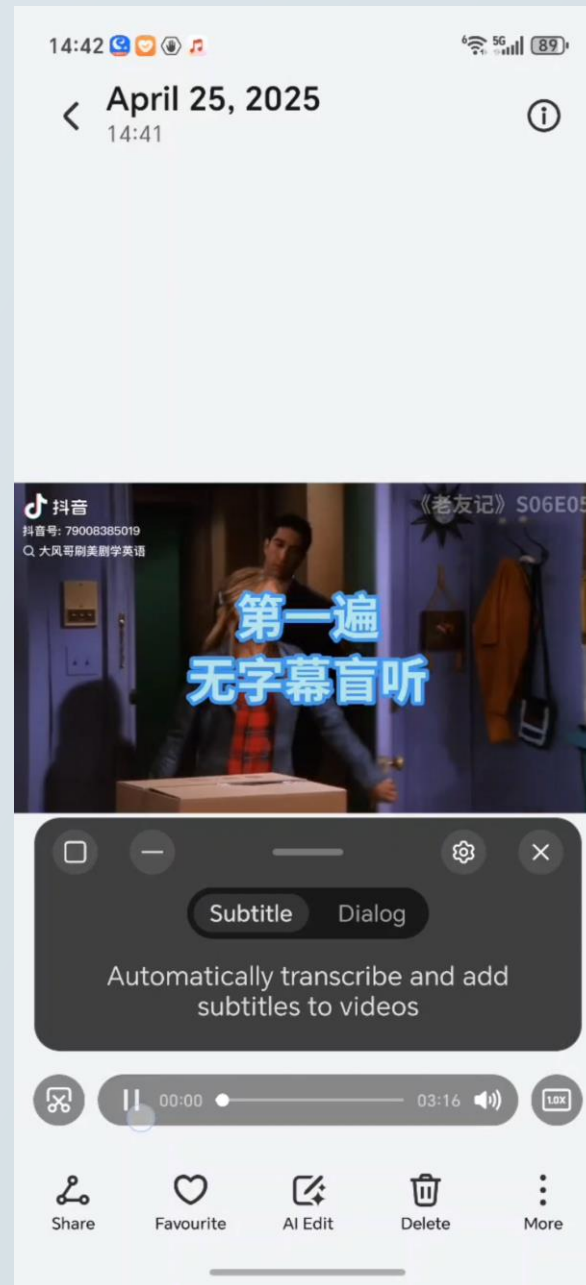 14:42
6 5G 89
April 25, 2025
14:41
抖音
《老友记》 S06E05
抖音号: 79008385019
大风哥刷美剧学英语
第一遍
无字幕盲听
Subtitle Dialog
Automatically transcribe and add
subtitles to videos
00:00 03:16 1.0X
Share Favourite AI Edit Delete More